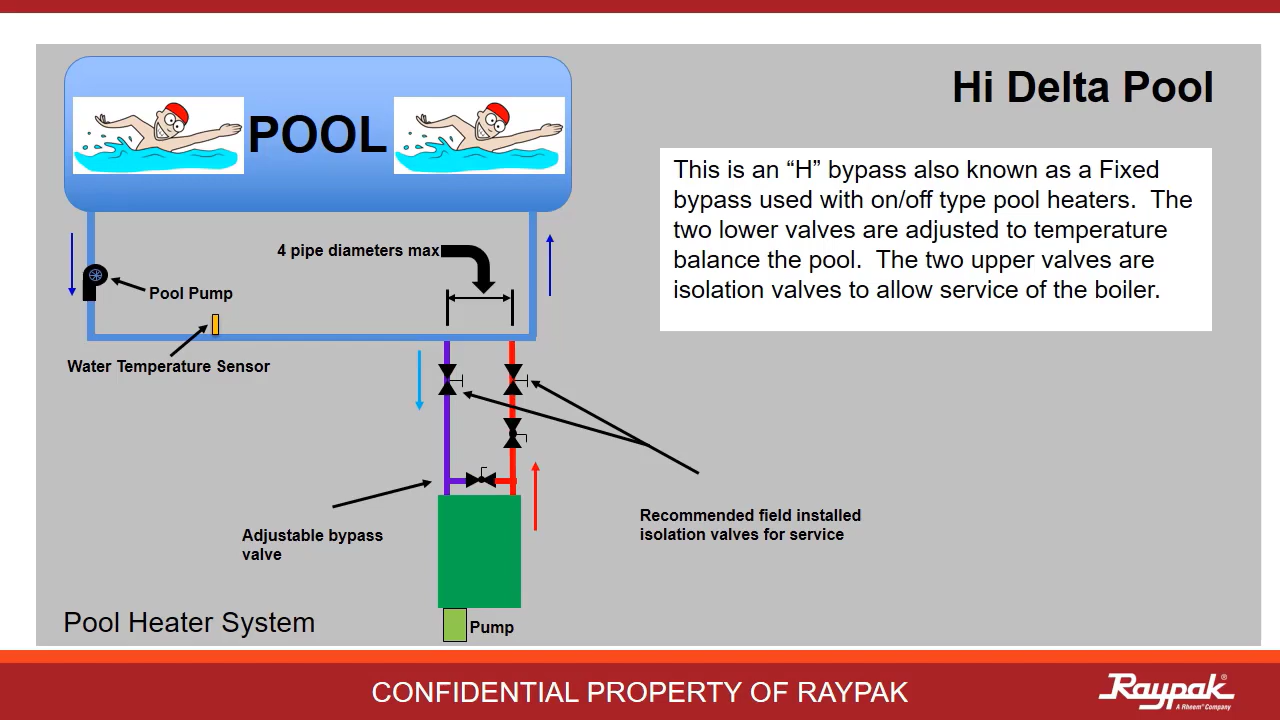 Hi Delta Pool
POOL
This is an “H” bypass also known as a Fixed
bypass used with on/off type pool heaters.  The
two lower valves are adjusted to temperature
balance the pool.  The two upper valves are
isolation valves to allow service of the boiler.
4 pipe diameters max
Pool Pump
Water Temperature Sensor
Adjustable bypass
valve
Recommended field installed
isolation valves for service
Pool Heater System
Pump
CONFIDENTIAL PROPERTY OF RAYPAK
Raypak®
A Rheem® Company